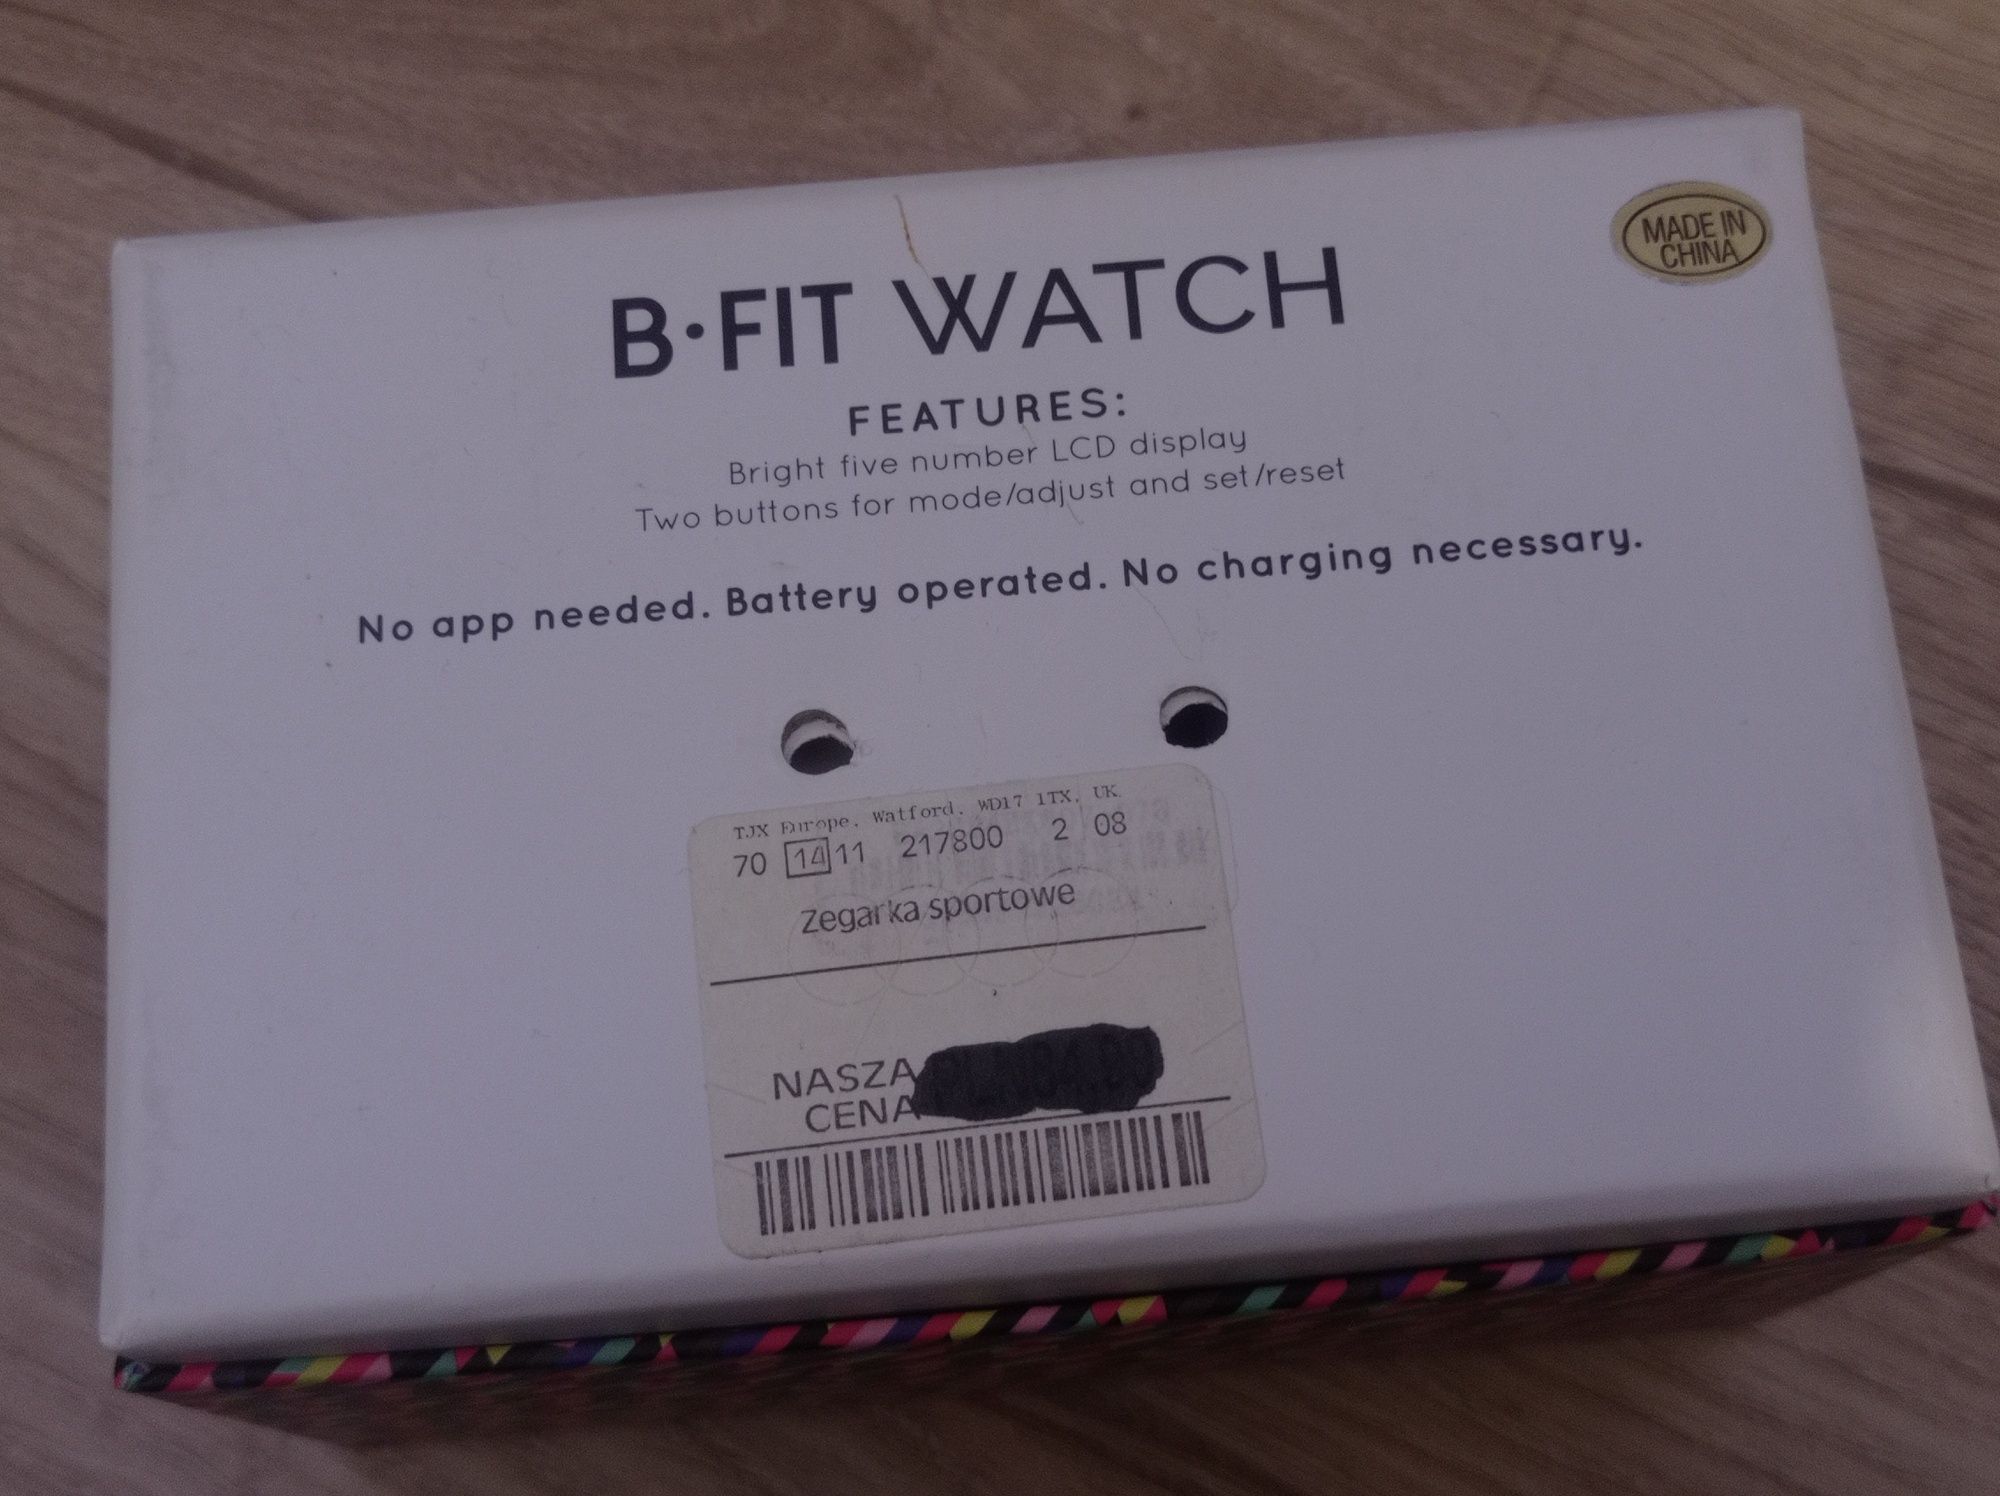 B·FIT WATCH
MADE IN
CHINA
FEATURES:
Bright five number LCD display
Two buttons for mode/adjust and set/reset
No app needed. Battery operated. No charging necessary.
TJX Europe. Watford. WD17 1TX. UK.
70 14 11 217800 2 08
zegarka sportowe
NASZA
CENA